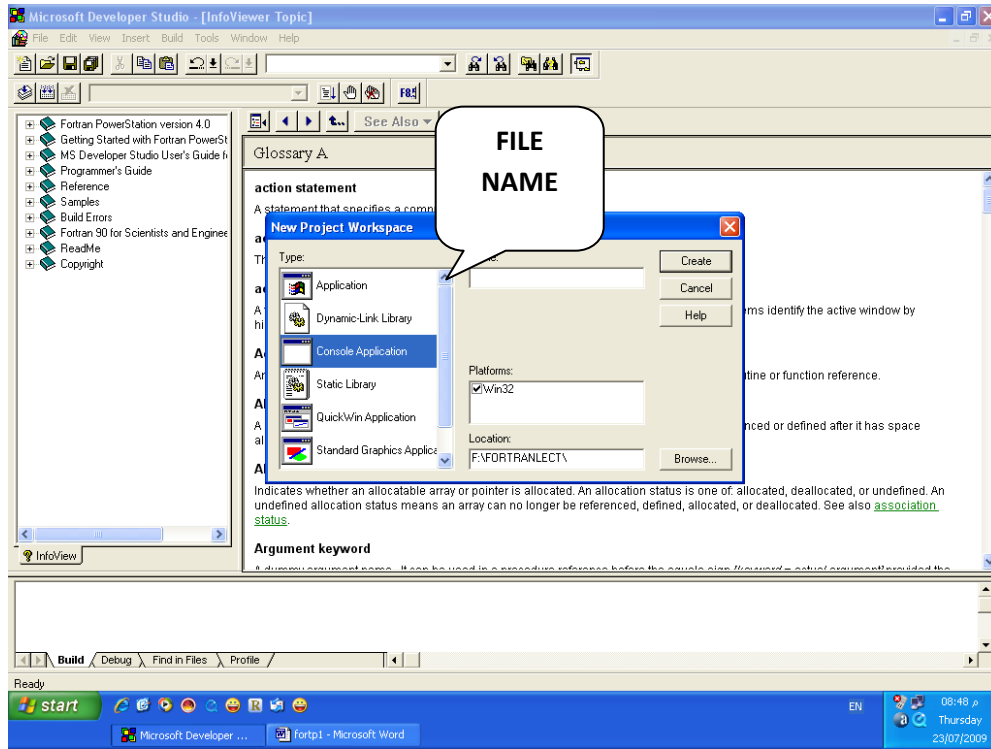 Microsoft Developer Studio - [InfoViewer Topic]
File Edit View Insert Build Tools Window Help
See Also
Fortran PowerStation version 4.0
Getting Started with Fortran PowerSt
MS Developer Studio User's Guide f
Programmer's Guide
Reference
Samples
Build Errors
Fortran 90 for Scientists and Enginee
ReadMe
Copyright
InfoView
Glossary A
FILE
NAME
action statement
A statement that specifies a comp
New Project Workspace
Type:
Application
Dynamic-Link Library
Console Application
Static Library
QuickWin Application
Standard Graphics Applica
Platforms:
Win32
Location:
F:\FORTRANLECT\
Create
Cancel
Help
Browse...
ems identify the active window by
utine or function reference.
nced or defined after it has space
Indicates whether an allocatable array or pointer is allocated. An allocation status is one of: allocated, deallocated, or undefined. An
undefined allocation status means an array can no longer be referenced, defined, allocated, or deallocated. See also association
status.
Argument keyword
Build Debug Find in Files Profile
Ready
start
EN
08:48 م
Thursday
23/07/2009
Microsoft Developer ...
fortp1 - Microsoft Word